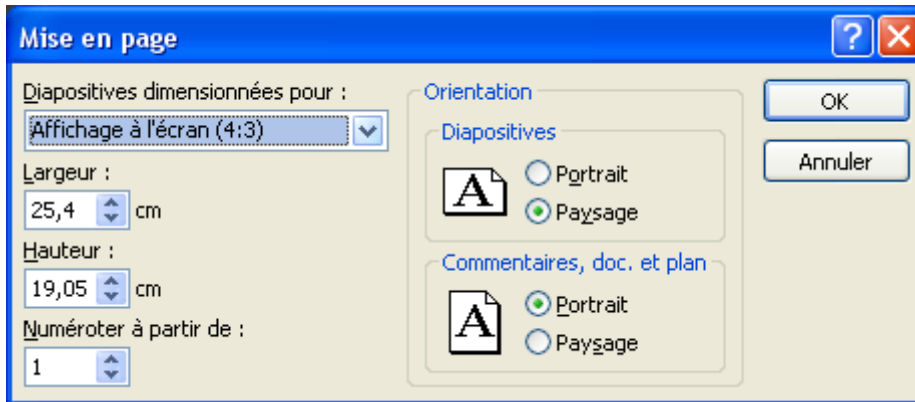 Mise en page
Diapositives dimensionnées pour :
Affichage à l'écran (4:3)
Largeur :
25,4 cm
Hauteur :
19,05 cm
Numéroter à partir de :
1
Orientation
Diapositives
A
Portrait
Paysage
Commentaires, doc. et plan
A
Portrait
Paysage
OK
Annuler